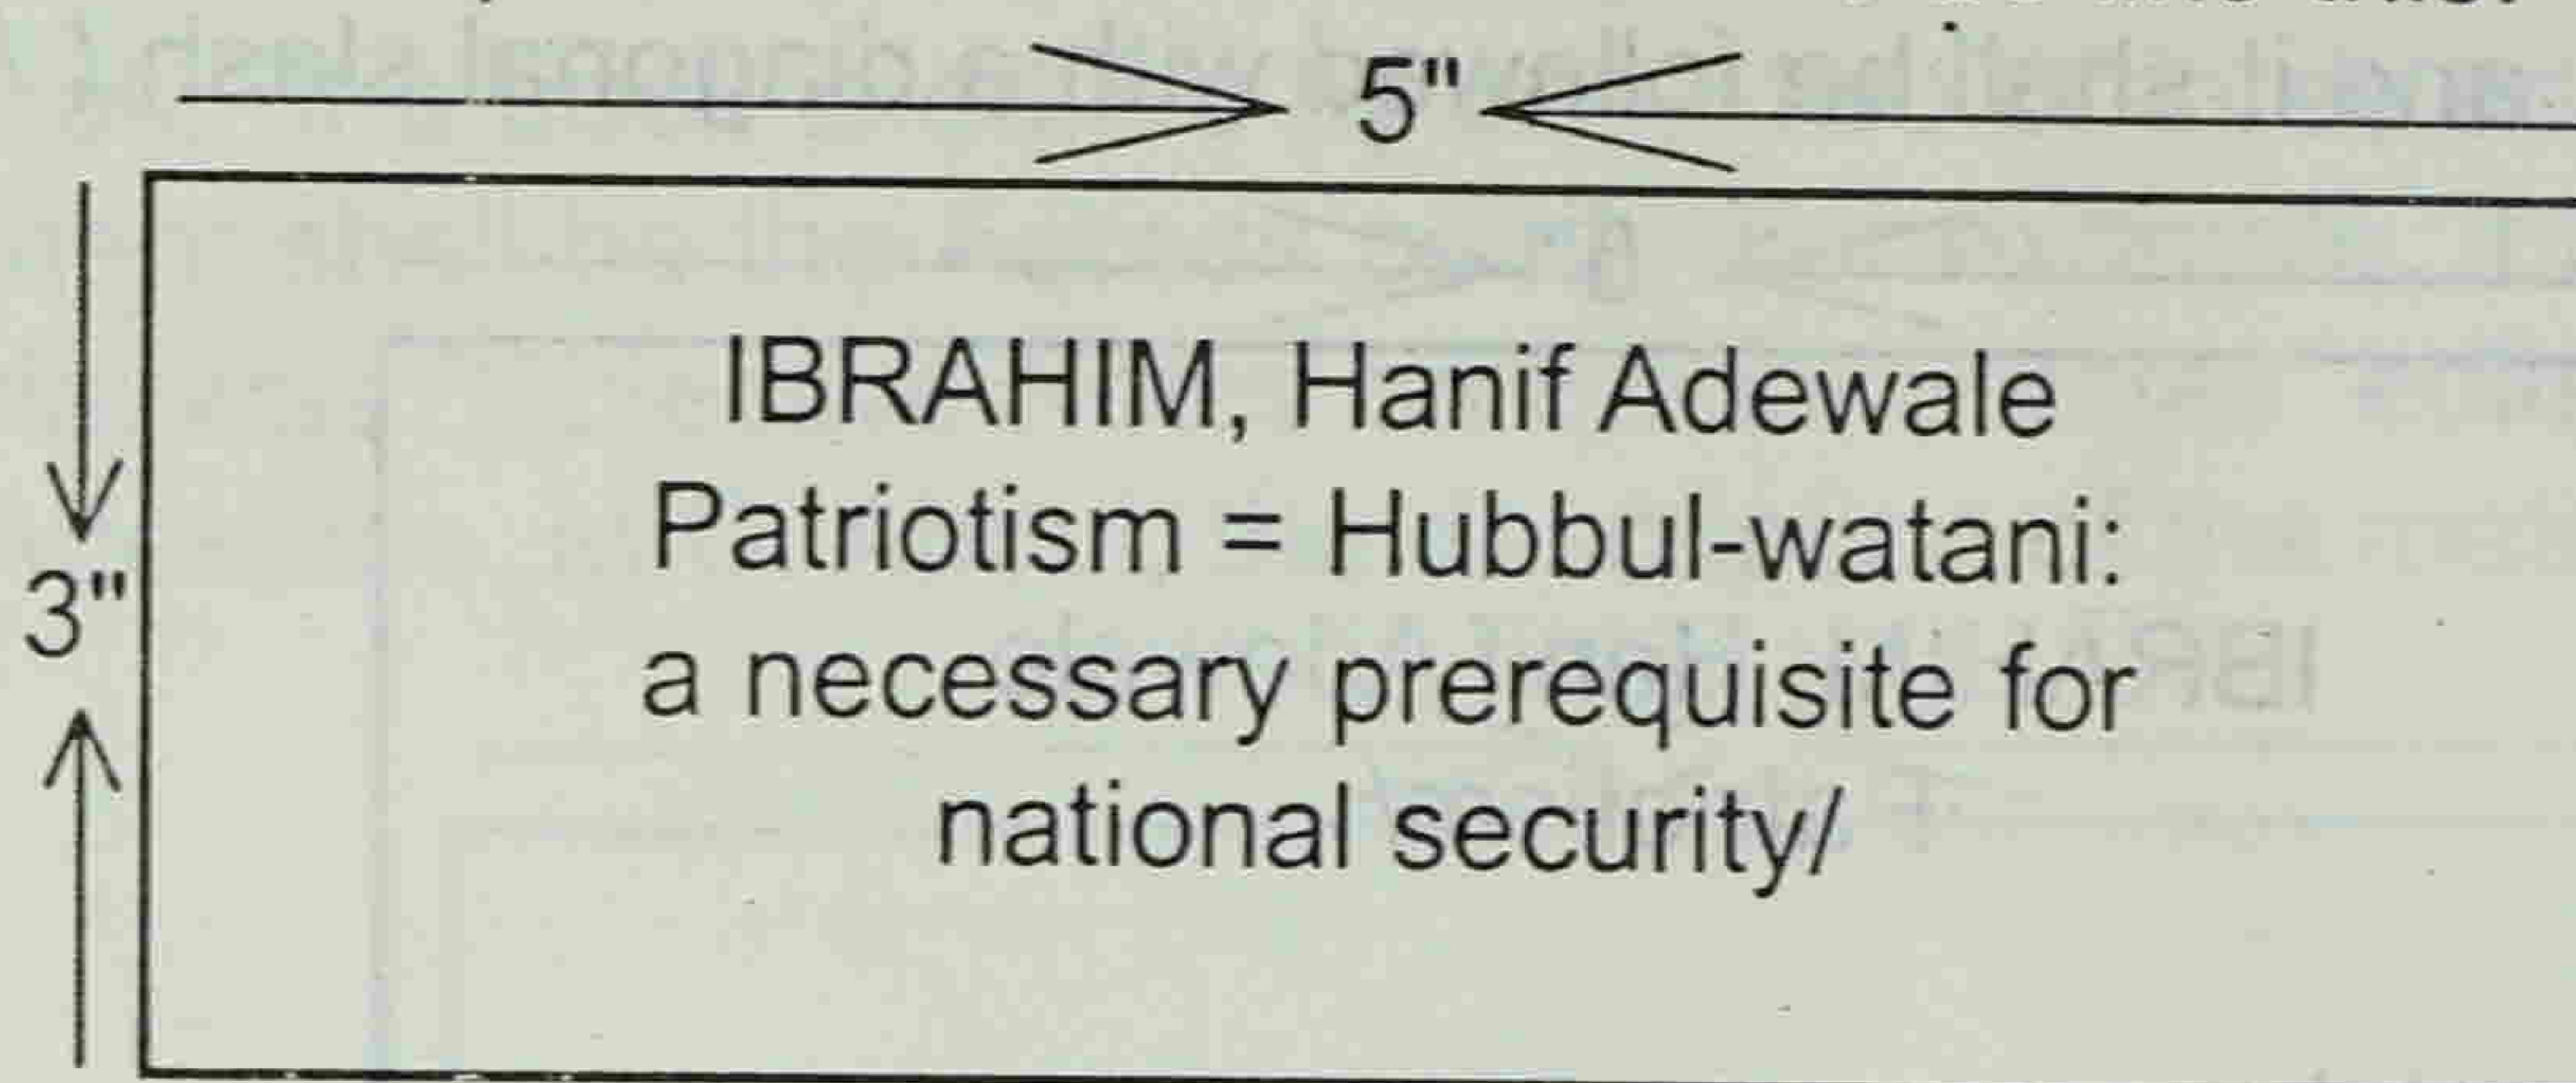 5"
3"
IBRAHIM, Hanif Adewale
Patriotism = Hubbul-watani:
a necessary prerequisite for
national security/